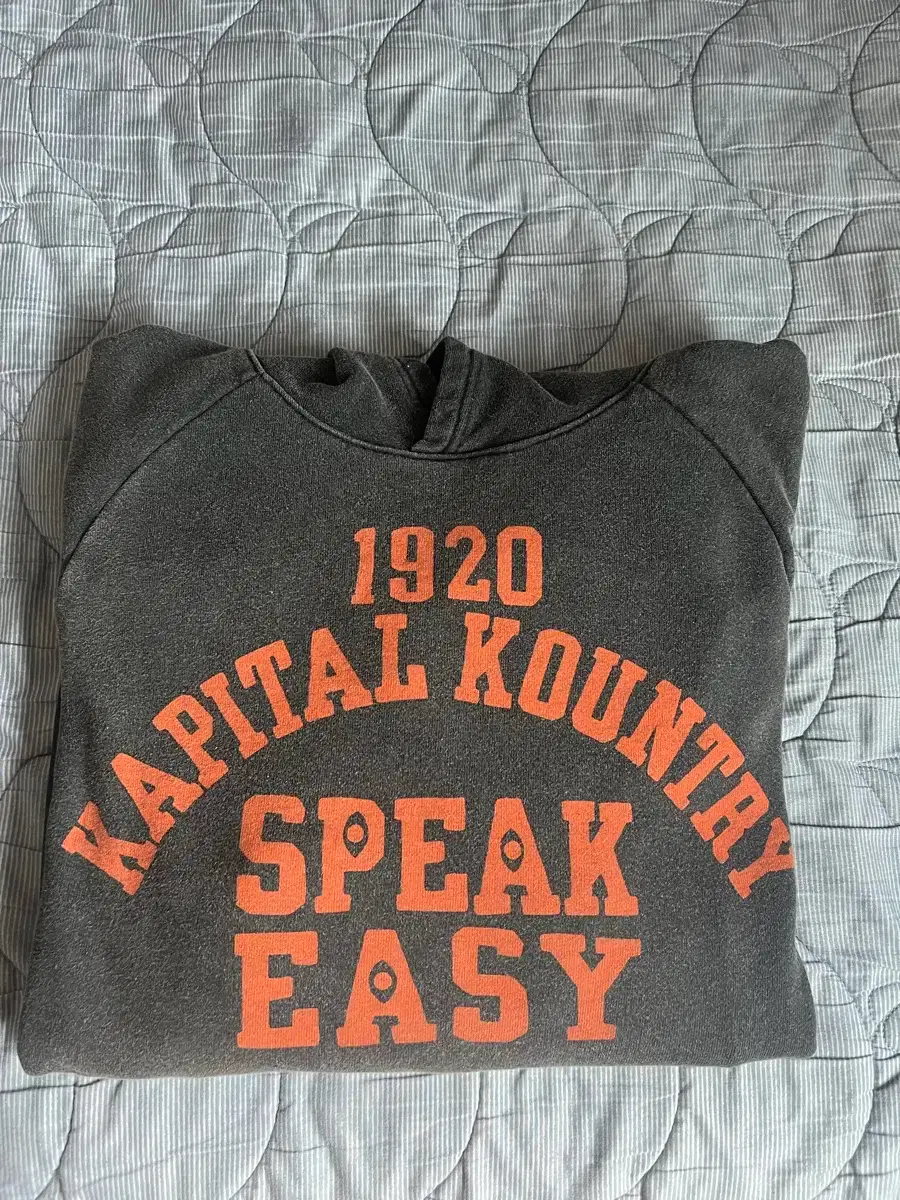 1920
KAPITAL KOUNTRY
SPEAK
EASY